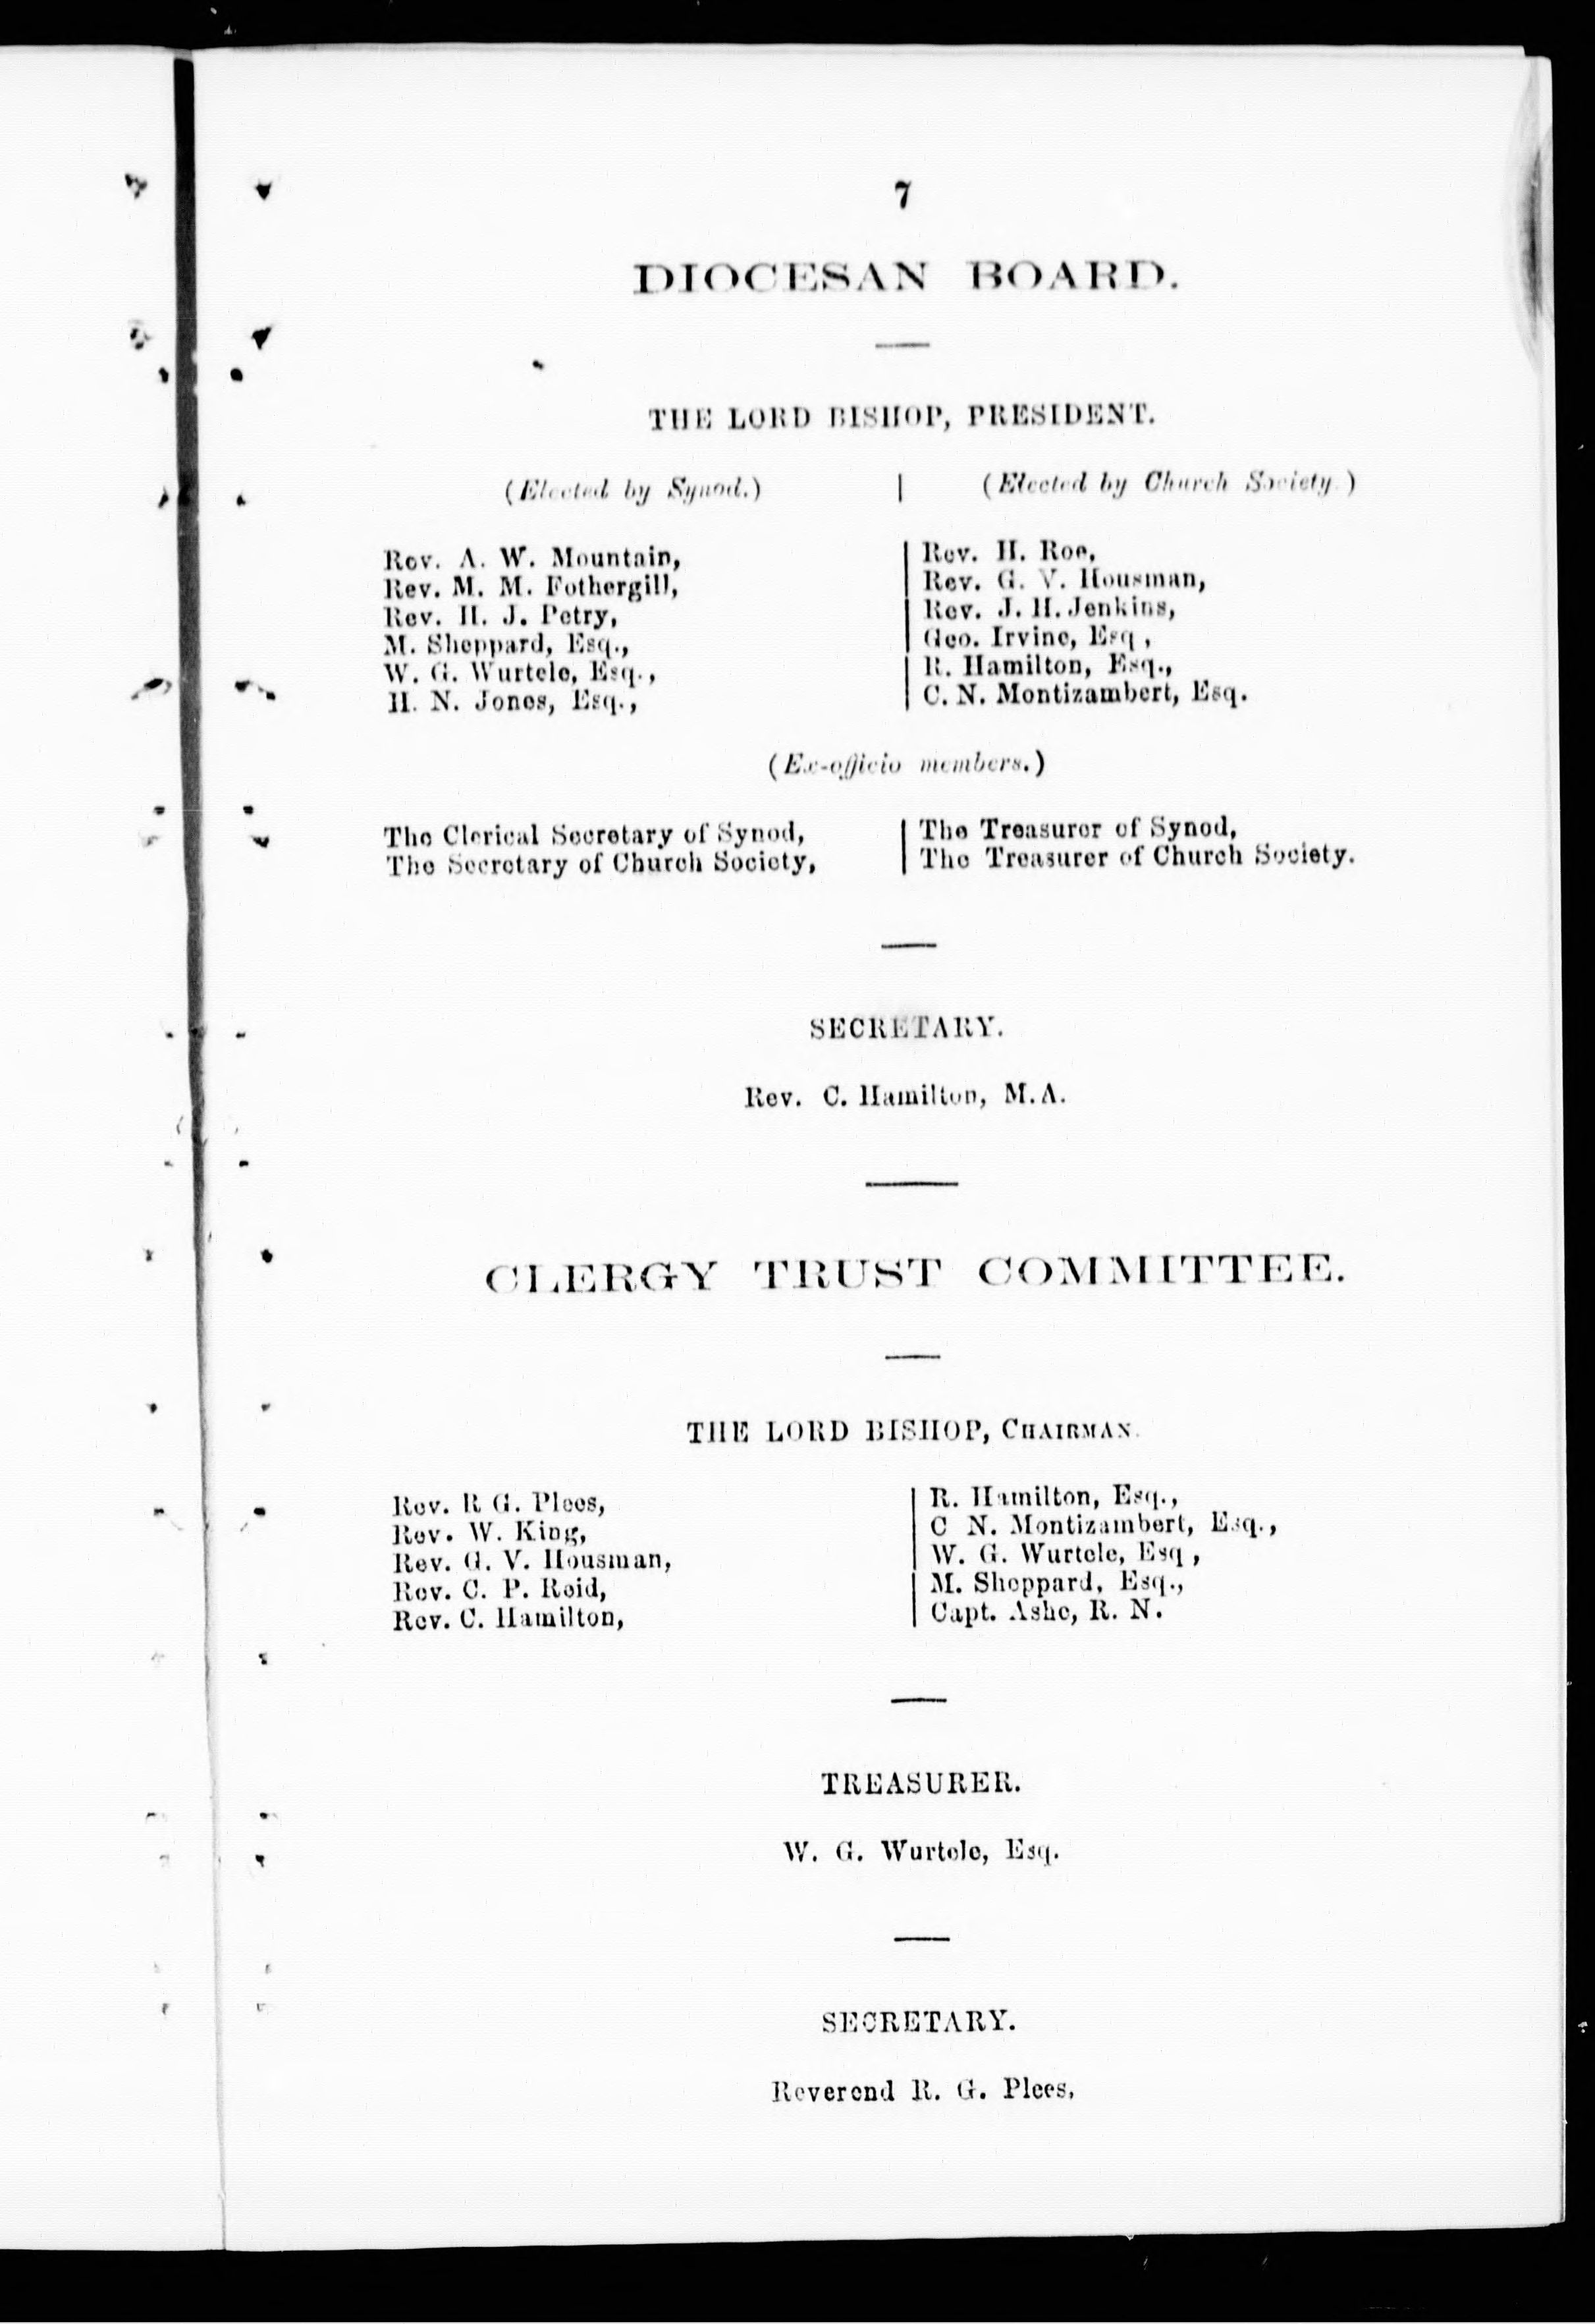 7
DIOCESAN BOARD.
THE LORD BISHOP, PRESIDENT.
(Elected by Synod.) | (Elected by Church Society.)
Rev. A. W. Mountain,
Rev. M. M. Fothergill,
Rev. H. J. Petry,
M. Sheppard, Esq.,
W. G. Wurtele, Esq.,
H. N. Jones, Esq.,
Rev. H. Roe,
Rev. G. V. Housman,
Rev. J. H. Jenkins,
Geo. Irvine, Esq ,
R. Hamilton, Esq.,
C. N. Montizambert, Esq.
(Ex-officio members.)
The Clerical Secretary of Synod,
The Secretary of Church Society,
The Treasurer of Synod,
The Treasurer of Church Society.
SECRETARY.
Rev. C. Hamilton, M.A.
CLERGY TRUST COMMITTEE.
THE LORD BISHOP, CHAIRMAN.
Rev. R G. Plees,
Rev. W. King,
Rev. G. V. Housman,
Rev. C. P. Reid,
Rev. C. Hamilton,
R. Hamilton, Esq.,
C N. Montizambert, Esq.,
W. G. Wurtele, Esq ,
M. Sheppard, Esq.,
Capt. Ashe, R. N.
TREASURER.
W. G. Wurtele, Esq.
SECRETARY.
Reverend R. G. Plees,